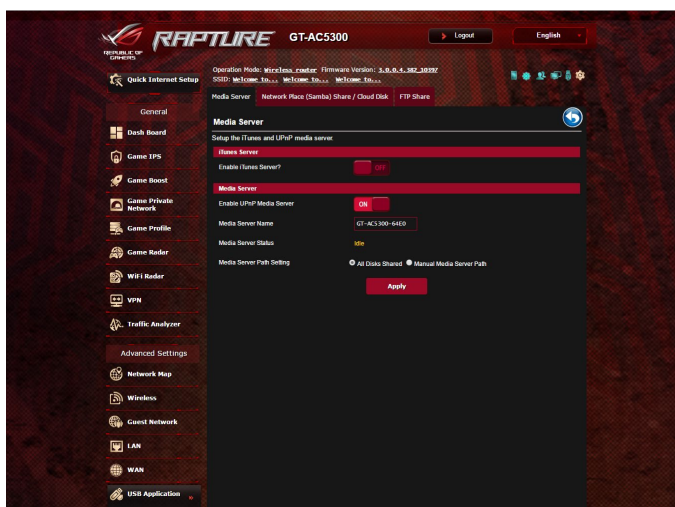 REPUBLIC OF
GAMERS
RAPTURE GT-AC5300
Logout
English
Quick Internet Setup
Operation Mode: Wireless router Firmware Version: 3.0.0.4.382_10397
SSID: Welcome to... Welcome to... Welcome to...
Media Server Network Place (Samba) Share / Cloud Disk FTP Share
General
Dash Board
Game IPS
Game Boost
Game Private
Network
Game Profile
Game Radar
WiFi Radar
VPN
Traffic Analyzer
Advanced Settings
Network Map
Wireless
Guest Network
LAN
WAN
USB Application
Media Server
Setup the iTunes and UPnP media server.
iTunes Server
Enable iTunes Server? OFF
Media Server
Enable UPnP Media Server ON
Media Server Name GT-AC5300-64E0
Media Server Status Idle
Media Server Path Setting All Disks Shared Manual Media Server Path
Apply